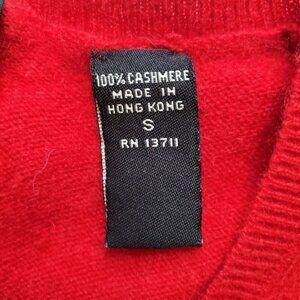 100% CASHMERE
MADE IN
HONG KONG
S
RN 13711